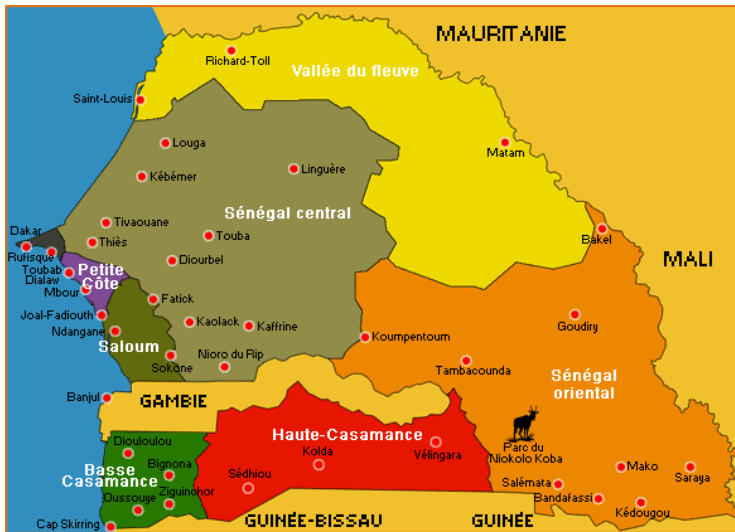 MAURITANIE
Richard-Toll
Vallée du fleuve
Saint-Louis
Louga
Matam
Linguère
Kébémer
Sénégal central
Tivaouane
Dakar
Touba
Bakel
Thiès
Rufisque
Diourbel
MALI
Toubab
Dialaw
Petite
Côte
Mbour
Fatick
Joal-Fadiouth
Goudiry
Kaolack
Kaffrine
Ndangane
Koumpentoum
Saloum
Nioro du Rip
Sokone
Tambacounda
Sénégal
oriental
Banjul
GAMBIE
Diouloulou
Haute-Casamance
Parc du
Niokolo Koba
Kolda
Vélingara
Basse
Casamance
Bignona
Mako
Saraya
Sédhiou
Salémata
Oussouye
Ziguinchor
Bandafassi
Kédougou
Cap Skirring
GUINÉE-BISSAU
GUINÉE